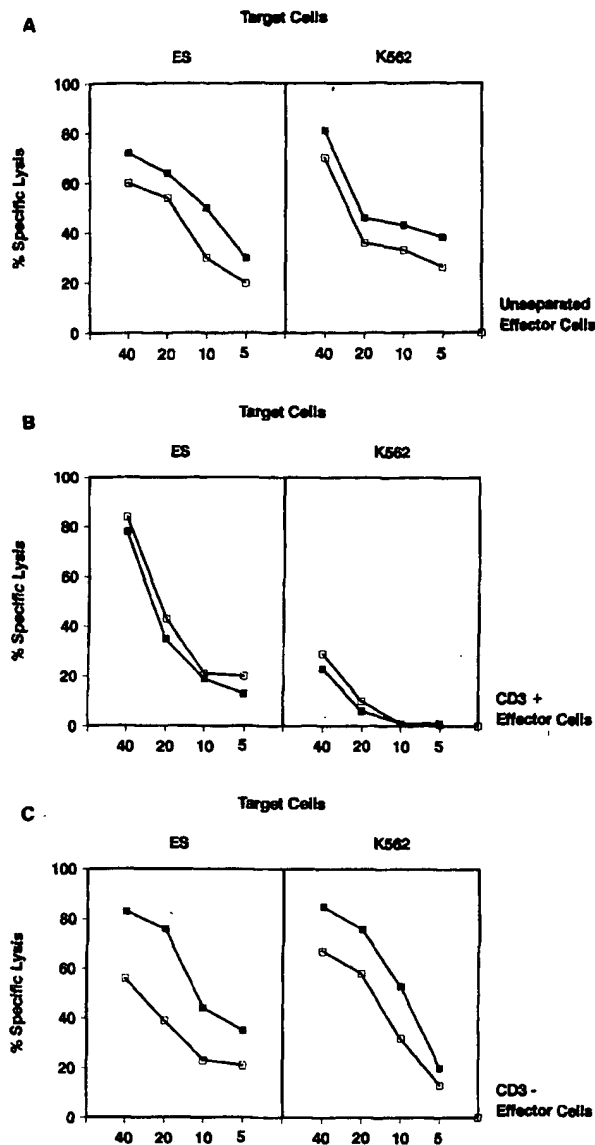 A
Target Cells
ES K562
% Specific Lysis
100
80
60
40
20
0
40 20 10 5 40 20 10 5
Unseparated
Effector Cells
B
Target Cells
ES K562
% Specific Lysis
100
80
60
40
20
0
40 20 10 5 40 20 10 5
CD3 +
Effector Cells
C
Target Cells
ES K562
% Specific Lysis
100
80
60
40
20
0
40 20 10 5 40 20 10 5
CD3 -
Effector Cells